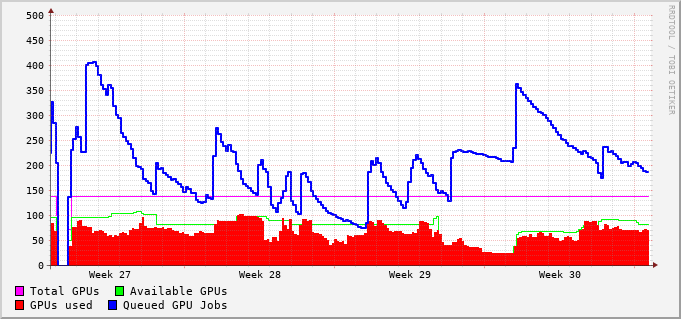 500
450
400
350
300
250
200
150
100
50
0
Week 27 Week 28 Week 29 Week 30
Total GPUs Available GPUs
GPUs used Queued GPU Jobs
RRDTOOL / TOBI OETIKER